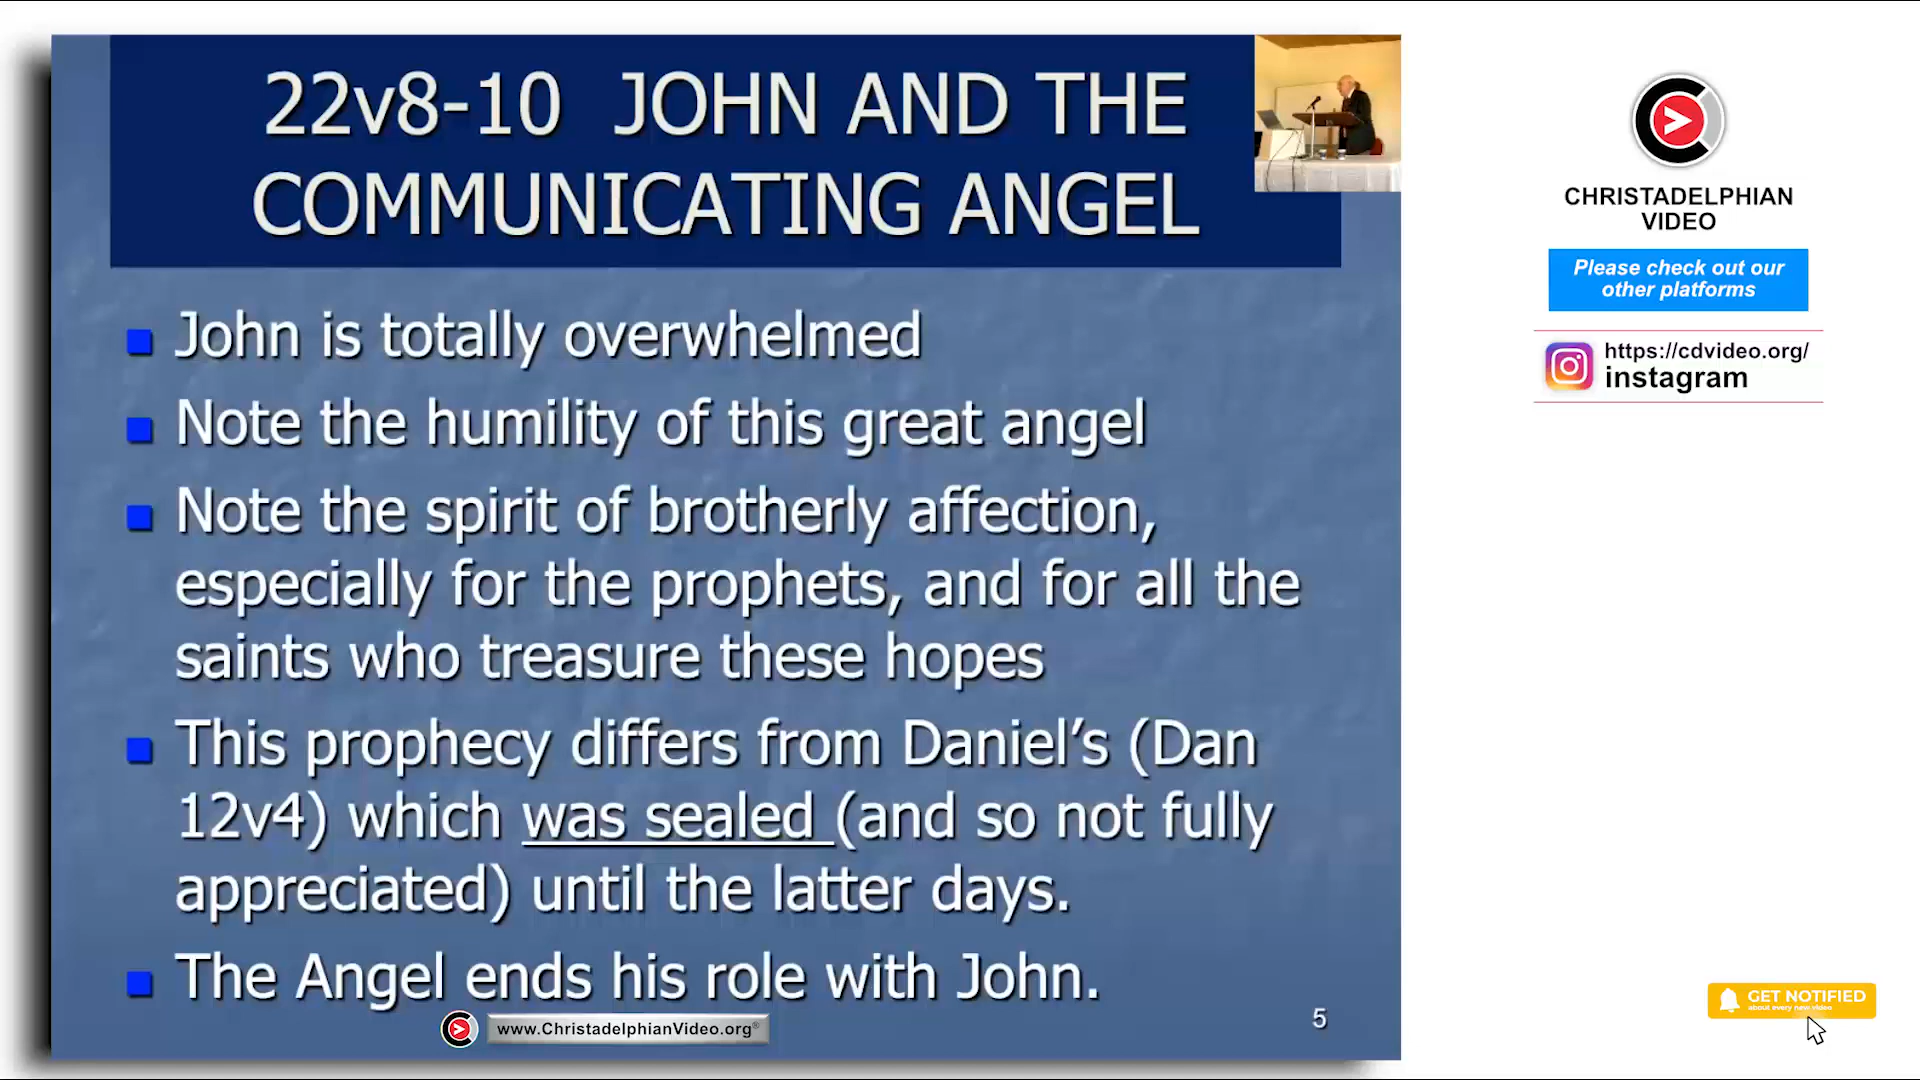 22v8-10 JOHN AND THE
COMMUNICATING ANGEL
John is totally overwhelmed
Note the humility of this great angel
Note the spirit of brotherly affection,
especially for the prophets, and for all the
saints who treasure these hopes
This prophecy differs from Daniel’s (Dan
12v4) which was sealed (and so not fully
appreciated) until the latter days.
The Angel ends his role with John.
www.ChristadelphianVideo.org®
5
CHRISTADELPHIAN
VIDEO
Please check out our
other platforms
https://cdvideo.org/
instagram
GET NOTIFIED
about every new video